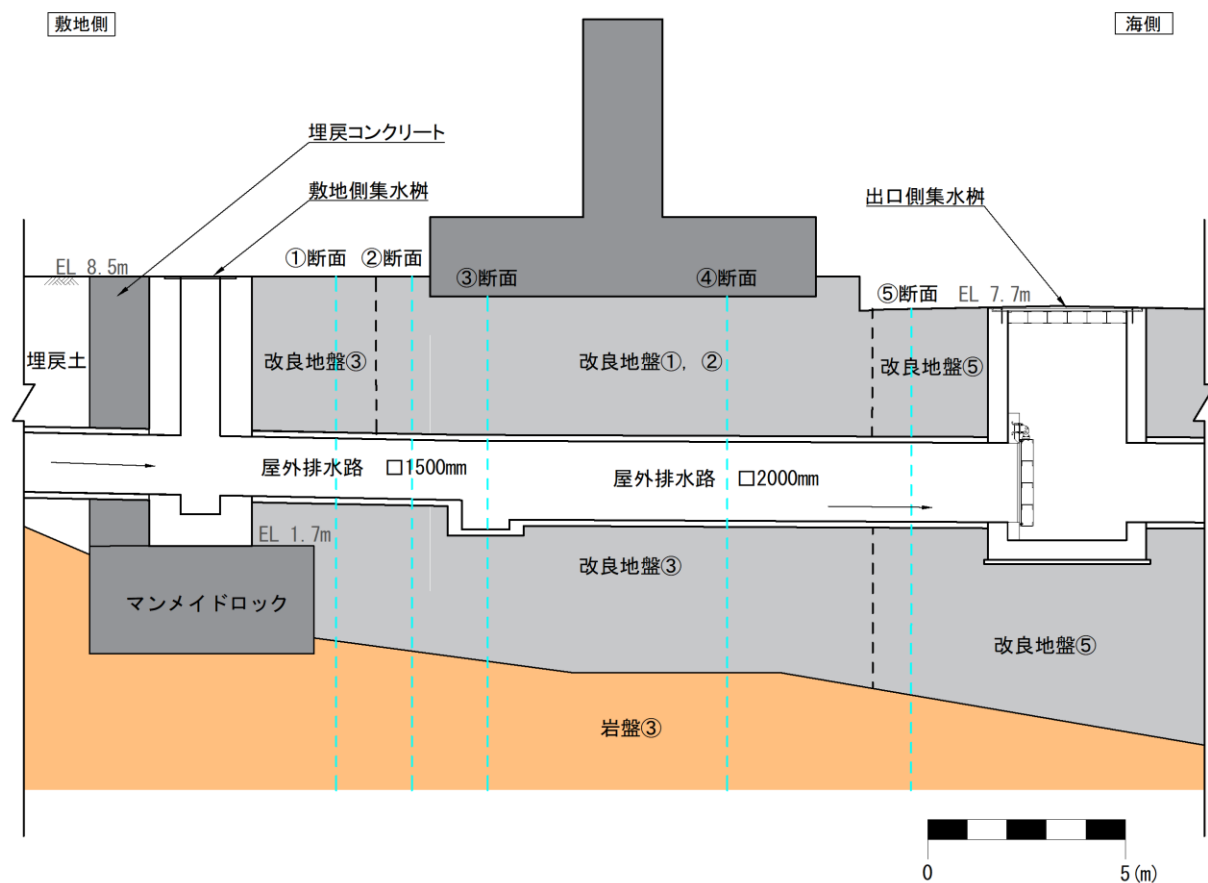 敷地側
海側
埋戻コンクリート
敷地側集水桝
出口側集水桝
EL 8.5m
①断面
②断面
③断面
④断面
⑤断面
EL 7.7m
埋戻土
改良地盤③
改良地盤①，②
改良地盤⑤
屋外排水路 □1500mm
屋外排水路 □2000mm
EL 1.7m
改良地盤③
マンメイドロック
改良地盤⑤
岩盤③
0
5(m)